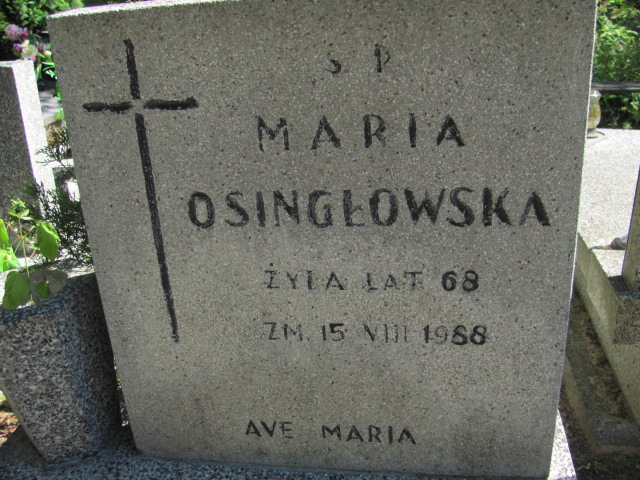 Ś P
MARIA
OSINGŁOWSKA
ŻYŁA LAT 68
ZM. 15 VIII 1988
AVE MARIA